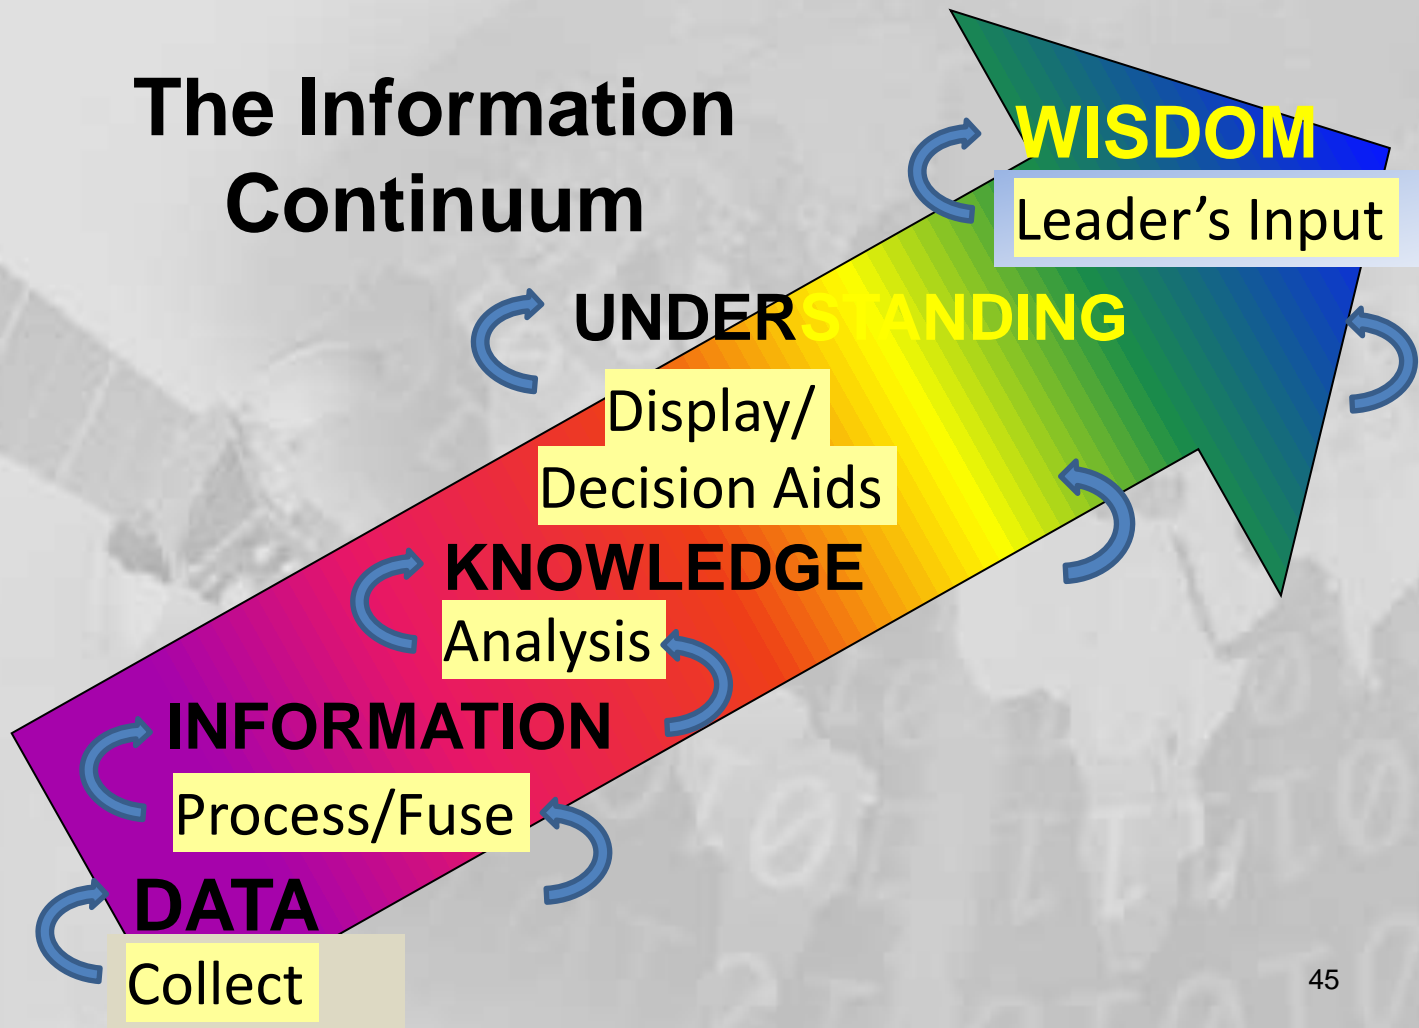 The Information
Continuum
WISDOM
Leader’s Input
UNDERSTANDING
Display/
Decision Aids
KNOWLEDGE
Analysis
INFORMATION
Process/Fuse
DATA
Collect
45